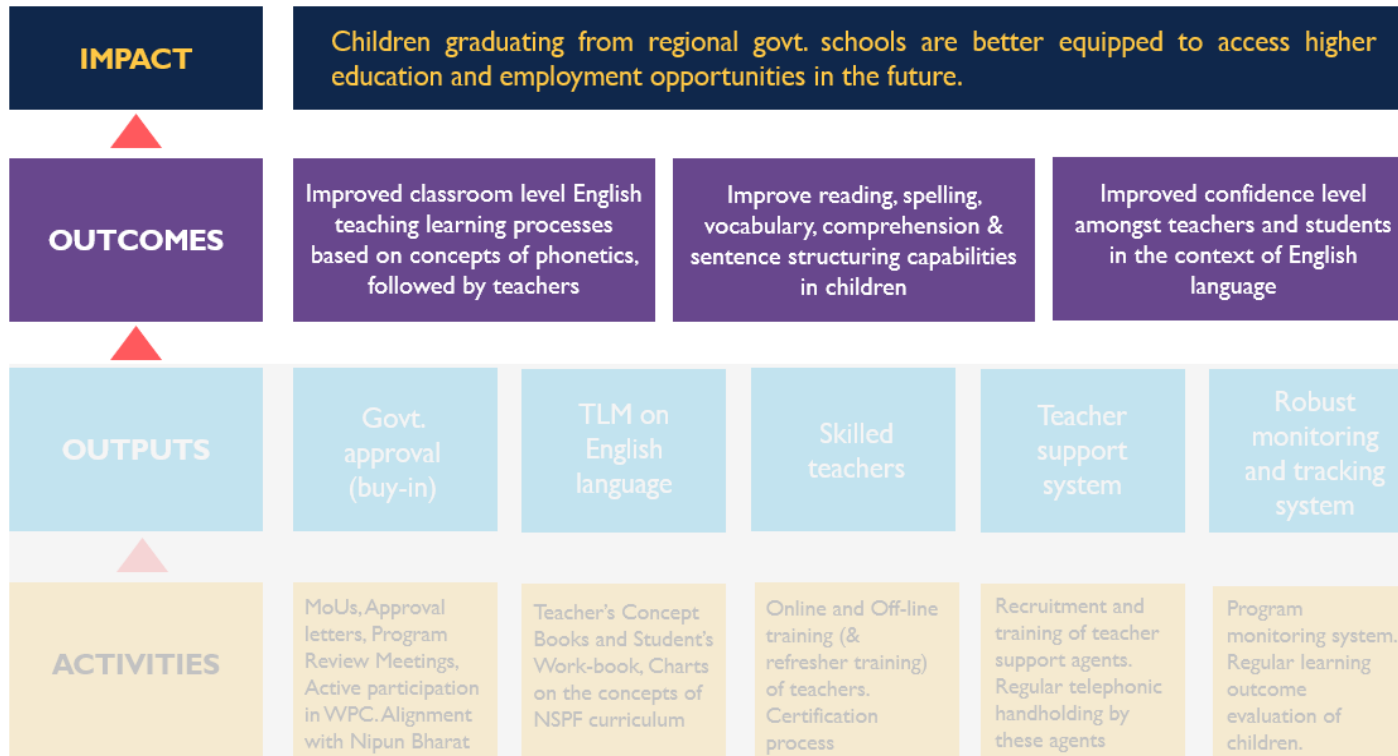 IMPACT
Children graduating from regional govt. schools are better equipped to access higher
education and employment opportunities in the future.
OUTCOMES
Improved classroom level English
teaching learning processes
based on concepts of phonetics,
followed by teachers
Improve reading, spelling,
vocabulary, comprehension &
sentence structuring capabilities
in children
Improved confidence level
amongst teachers and students
in the context of English
language
OUTPUTS
Govt.
approval
(buy-in)
TLM on
English
language
Skilled
teachers
Teacher
support
system
Robust
monitoring
and tracking
system
ACTIVITIES
MoUs, Approval
letters, Program
Review Meetings,
Active participation
in WPC. Alignment
with Nipun Bharat
Teacher's Concept
Books and Student's
Work-book, Charts
on the concepts of
NSPF curriculum
Online and Off-line
training (&
refresher training)
of teachers.
Certification
process
Recruitment and
training of teacher
support agents.
Regular telephonic
handholding by
these agents
Program
monitoring system.
Regular learning
outcome
evaluation of
children.